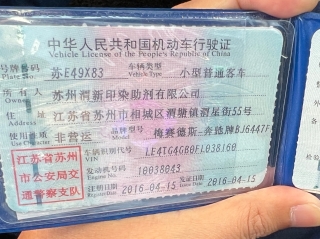 中华人民共和国机动车行驶证
Vehicle License of the People's Republic of China
号牌号码 苏E49X83 车辆类型 小型普通客车
Plate No. Vehicle Type
所有人 苏州渭新印染助剂有限公司
Owner
住址 江苏省苏州市相城区渭塘镇渭星街55号
Address
使用性质 非营运 品牌型号 梅赛德斯-奔驰牌BJ6447F
Use Character Model
江苏省苏州
市公安局交
通警察支队
车辆识别代号 LE4TG4GB0FL038160
VIN
发动机号码 10038043
Engine No.
注册日期 2016-04-15 发证日期 2016-04-15
Register Date Issue Date